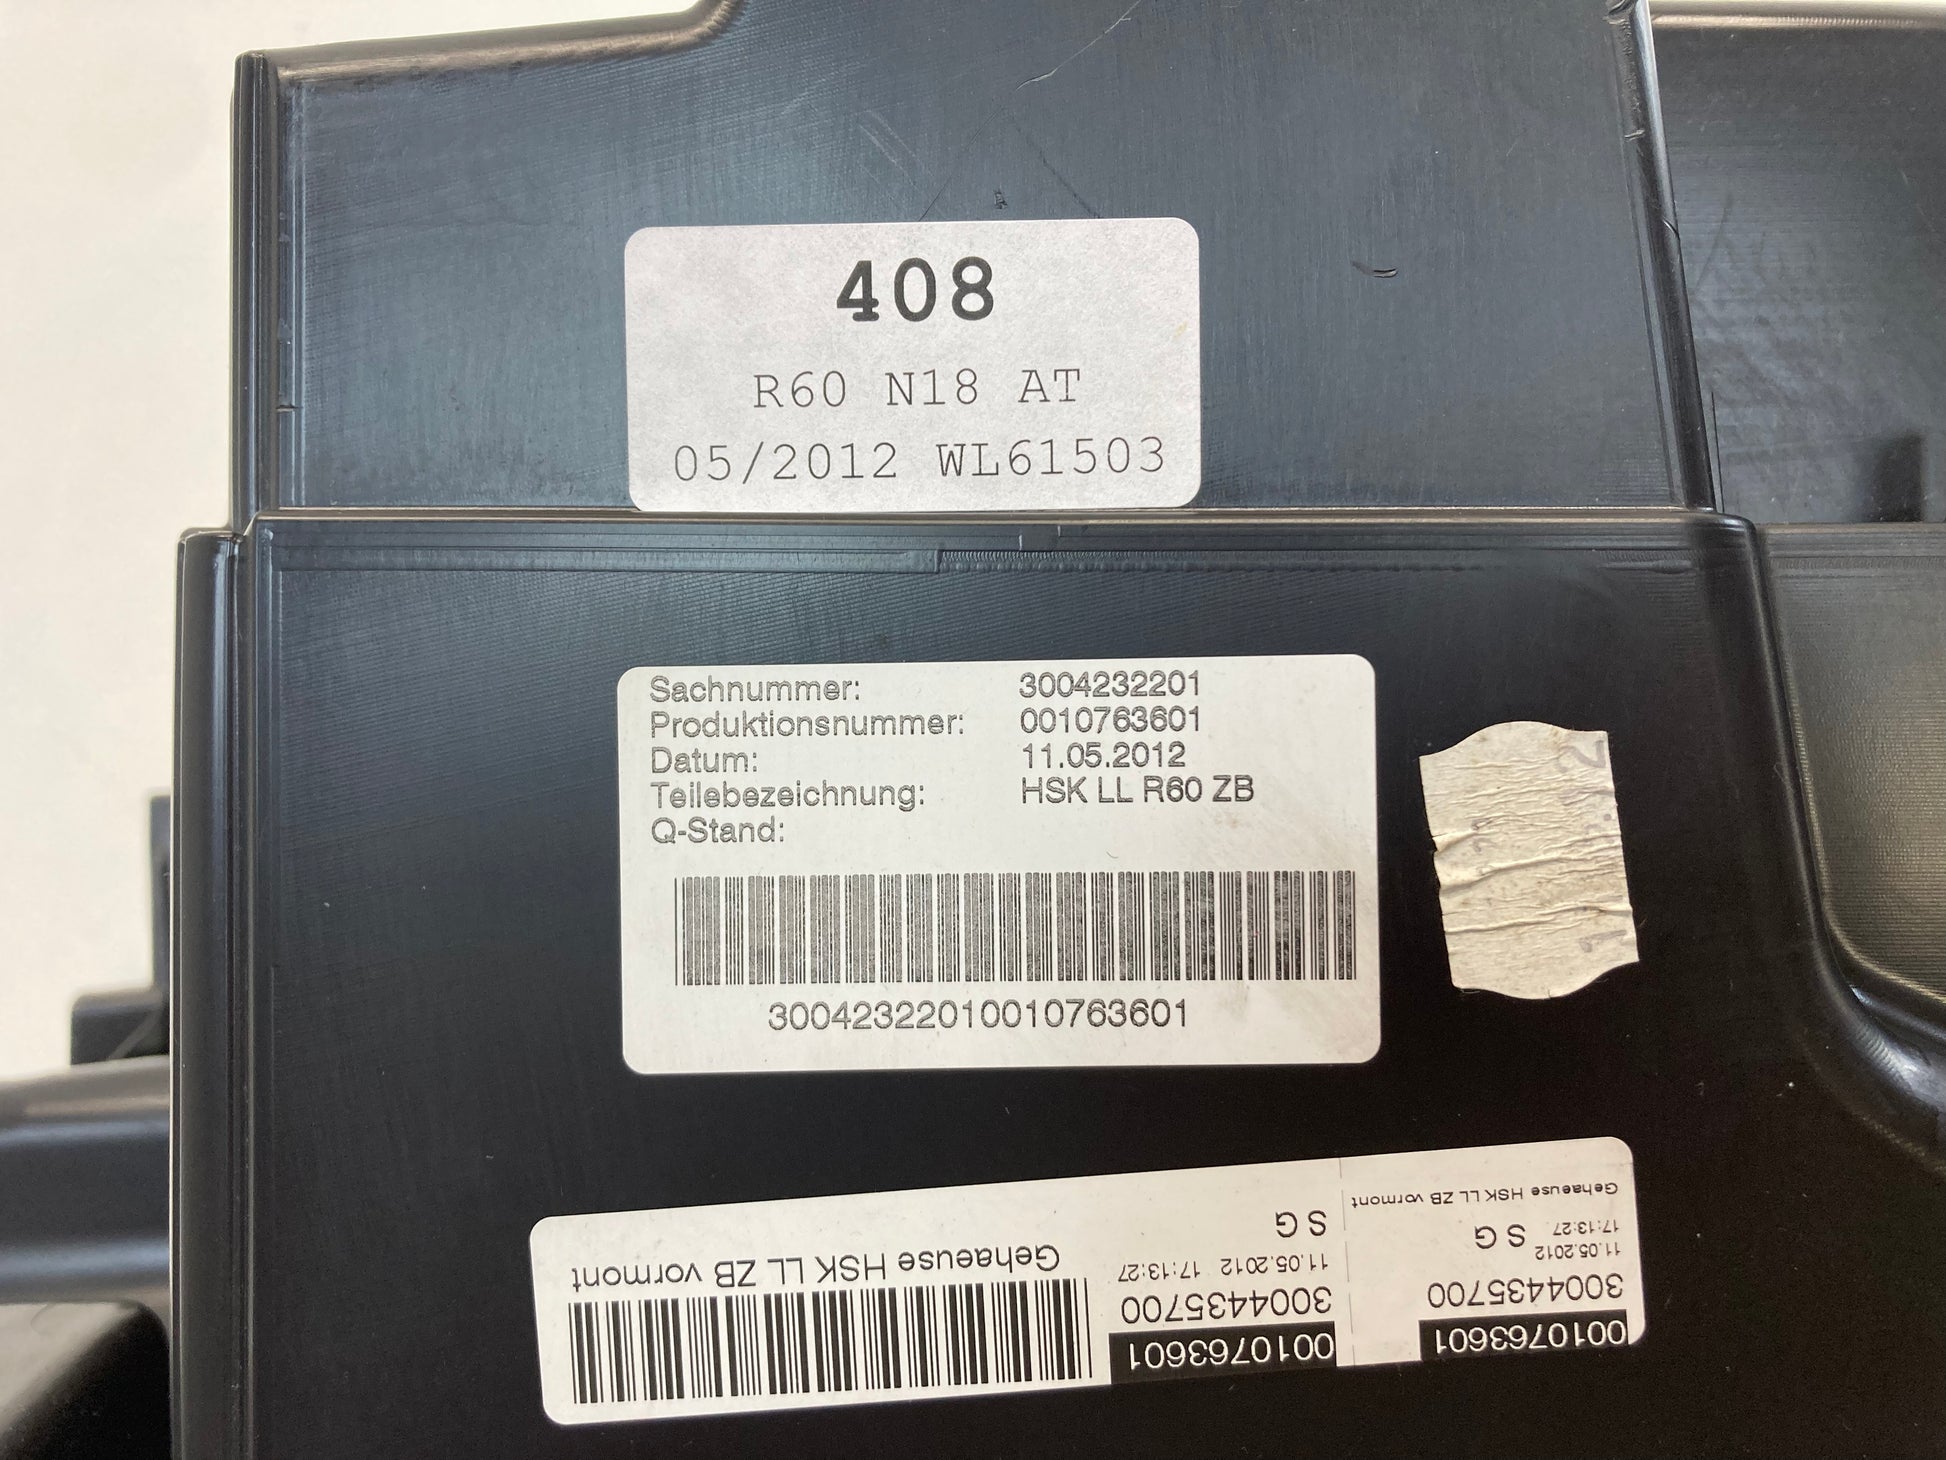 408
R60 N18 AT
05/2012 WL61503
Sachnummer: 3004232201
Produktionsnummer: 0010763601
Datum: 11.05.2012
Teilebezeichnung: HSK LL R60 ZB
Q-Stand:
30042322010010763601
0010763601
3004435700
11.05.2012 17:13:27
S G
Gehaeuse HSK LL ZB vormont
0010763601
3004435700
11.05.2012
17:13:27
S G
Gehaeuse HSK LL ZB vormont